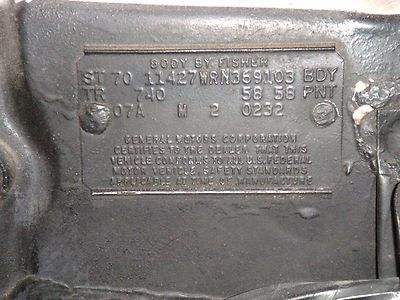 BODY BY FISHER
ST 70 11427WRN369103 BDY
TR 740 58 58 PNT
07A M 2 0232
GENERAL MOTORS CORPORATION
CERTIFIES TO THE DEALER THAT THIS
VEHICLE CONFORMS TO ALL U.S. FEDERAL
MOTOR VEHICLE SAFETY STANDARDS
APPLICABLE AT TIME OF MANUFACTURE